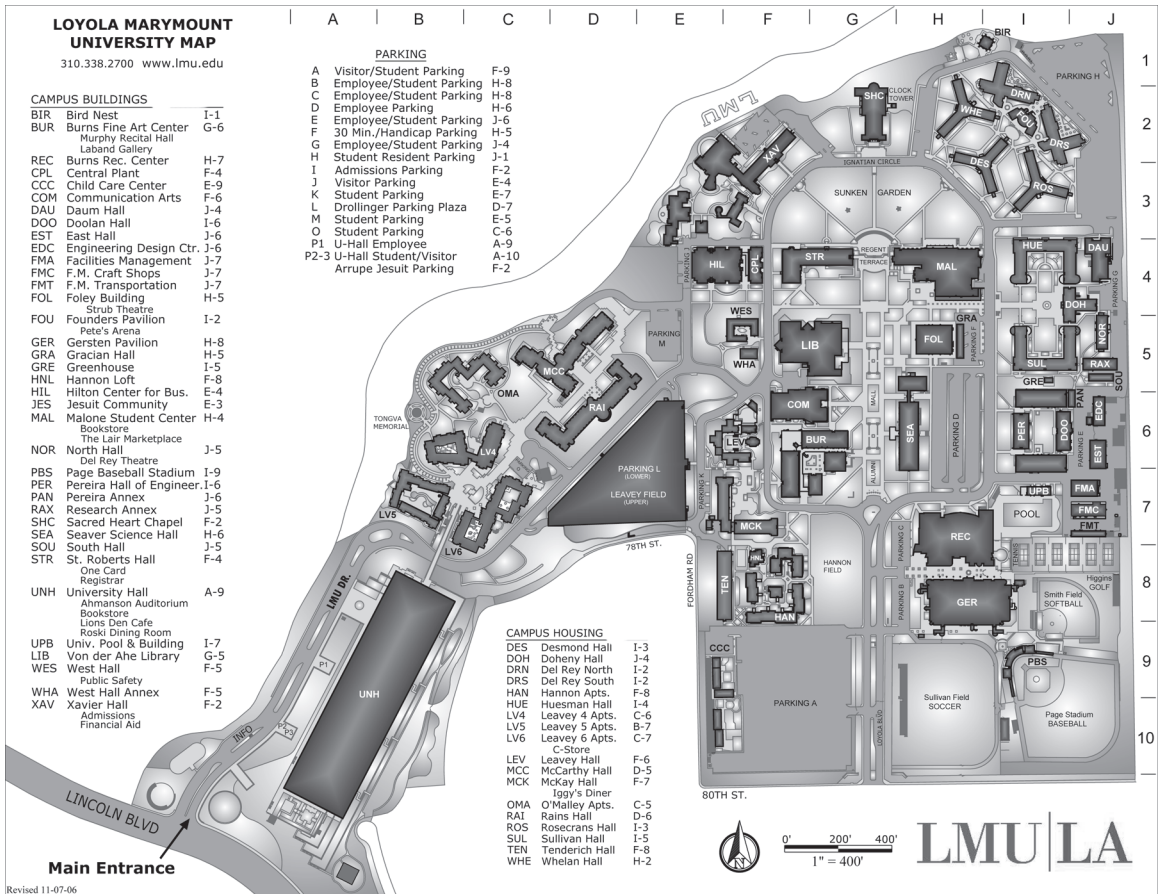 LOYOLA MARYMOUNT
UNIVERSITY MAP
310.338.2700 www.lmu.edu
CAMPUS BUILDINGS
BIR Bird Nest I-1
BUR Burns Fine Art Center G-6
Murphy Recital Hall
Laband Gallery
REC Burns Rec. Center H-7
CPL Central Plant F-4
CCC Child Care Center E-9
COM Communication Arts F-6
DAU Daum Hall J-4
DOO Doolan Hall I-6
EST East Hall J-6
EDC Engineering Design Ctr. J-6
FMA Facilities Management J-7
FMC F.M. Craft Shops J-7
FMT F.M. Transportation J-7
FOL Foley Building H-5
Strub Theatre
FOU Founders Pavilion I-2
Pete's Arena
GER Gersten Pavilion H-8
GRA Gracian Hall H-5
GRE Greenhouse I-5
HNL Hannon Loft F-8
HIL Hilton Center for Bus. E-4
JES Jesuit Community E-3
MAL Malone Student Center H-4
Bookstore
The Lair Marketplace
NOR North Hall J-5
Del Rey Theatre
PBS Page Baseball Stadium I-9
PER Pereira Hall of Engineer. I-6
PAN Pereira Annex J-6
RAX Research Annex J-5
SHC Sacred Heart Chapel F-2
SEA Seaver Science Hall H-6
SOU South Hall J-5
STR St. Roberts Hall F-4
One Card
Registrar
UNH University Hall A-9
Ahmanson Auditorium
Bookstore
Lions Den Cafe
Roski Dining Room
UPB Univ. Pool & Building I-7
LIB Von der Ahe Library G-5
WES West Hall F-5
Public Safety
WHA West Hall Annex F-5
XAV Xavier Hall F-2
Admissions
Financial Aid
PARKING
A Visitor/Student Parking F-9
B Employee/Student Parking H-8
C Employee/Student Parking H-8
D Employee Parking H-6
E Employee/Student Parking J-6
F 30 Min./Handicap Parking H-5
G Employee/Student Parking J-4
H Student Resident Parking J-1
I Admissions Parking F-2
J Visitor Parking E-4
K Student Parking E-7
L Drollinger Parking Plaza D-7
M Student Parking E-5
O Student Parking C-6
P1 U-Hall Employee A-9
P2-3 U-Hall Student/Visitor A-10
Arrupe Jesuit Parking F-2
A B C D E F G H I J
1
2
3
4
5
6
7
8
9
10
BIR
PARKING H
LMU
SHC
CLOCK
TOWER
DRN
WHE
FOL
DRS
XAV
DES
IGNATIAN CIRCLE
ROS
SUNKEN GARDEN
REGENT
TERRACE
HUE
DAU
PARKING J
HIL
CPL
STR
MAL
PARKING G
DOH
WES
GRA
NOR
PARKING
M
FOL
PARKING F
LIB
MCC
WHA
SUL
RAX
OMA
GRE
SOU
MALL
PAN
RAI
COM
EDC
TONGVA
MEMORIAL
SEA
PARKING D
PER
DOO
LEV
BUR
PARKING E
EST
LV4
PARKING L
(LOWER)
LEAVEY FIELD
(UPPER)
ALUMNI
PARKING K
UPB
FMA
LV5
POOL
FMC
MCK
FMT
LV6
78TH ST.
PARKING C
REC
TENNIS
LMU DR.
FORDHAM RD
TEN
HNL
HANNON
FIELD
Higgins
GOLF
PARKING B
Smith Field
SOFTBALL
GER
HAN
CCC
PBS
P1
UNH
PARKING A
Sullivan Field
SOCCER
Page Stadium
BASEBALL
LOYOLA BLVD
P3
INFO
80TH ST.
LINCOLN BLVD
Main Entrance
CAMPUS HOUSING
DES Desmond Hall I-3
DOH Doheny Hall J-4
DRN Del Rey North I-2
DRS Del Rey South I-2
HAN Hannon Apts. F-8
HUE Huesman Hall I-4
LV4 Leavey 4 Apts. C-6
LV5 Leavey 5 Apts. B-7
LV6 Leavey 6 Apts. C-7
C-Store
LEV Leavey Hall F-6
MCC McCarthy Hall D-5
MCK McKay Hall F-7
Iggy's Diner
OMA O'Malley Apts. C-5
RAI Rains Hall D-6
ROS Rosecrans Hall I-3
SUL Sullivan Hall I-5
TEN Tenderich Hall F-8
WHE Whelan Hall H-2
N
0' 200' 400'
1" = 400'
LMU|LA
Revised 11-07-06